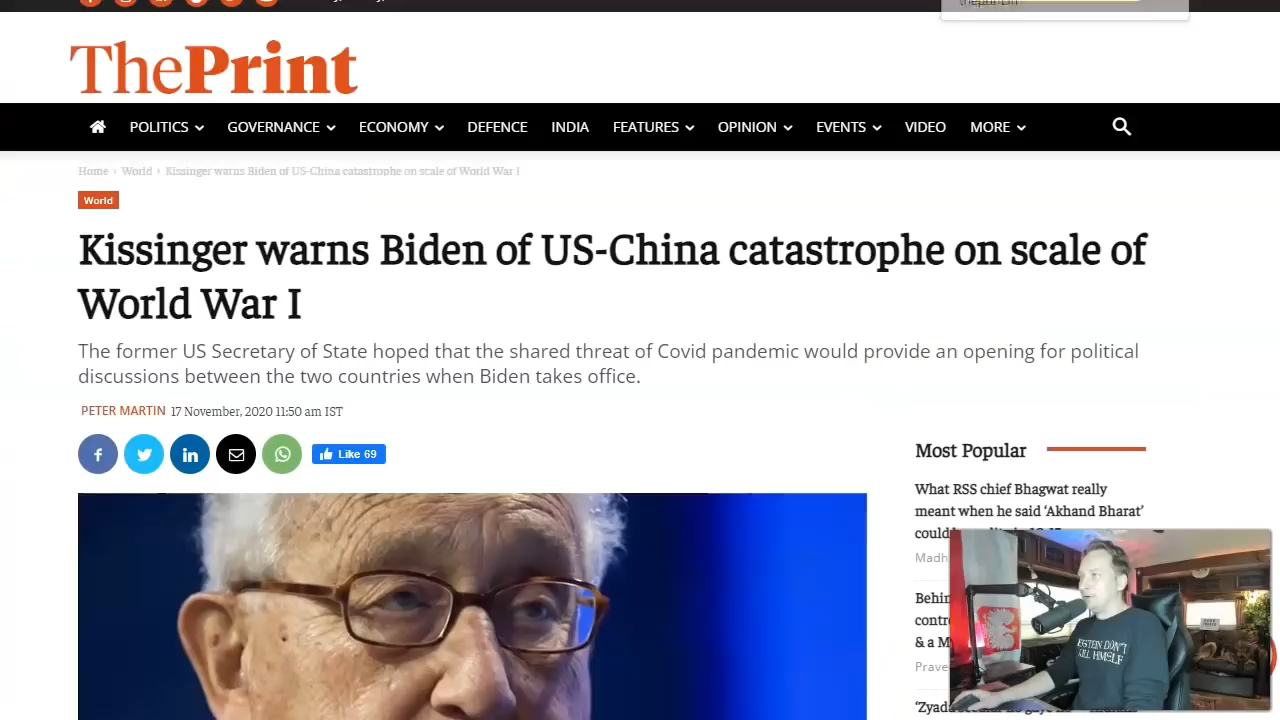 ThePrint
POLITICS GOVERNANCE ECONOMY DEFENCE INDIA FEATURES OPINION EVENTS VIDEO MORE
Home › World › Kissinger warns Biden of US-China catastrophe on scale of World War I
World
Kissinger warns Biden of US-China catastrophe on scale of
World War I
The former US Secretary of State hoped that the shared threat of Covid pandemic would provide an opening for political
discussions between the two countries when Biden takes office.
PETER MARTIN 17 November, 2020 11:50 am IST
Like 69
Most Popular
What RSS chief Bhagwat really
meant when he said ‘Akhand Bharat’
EPSTEIN DIDN'T
KILL HIMSELF